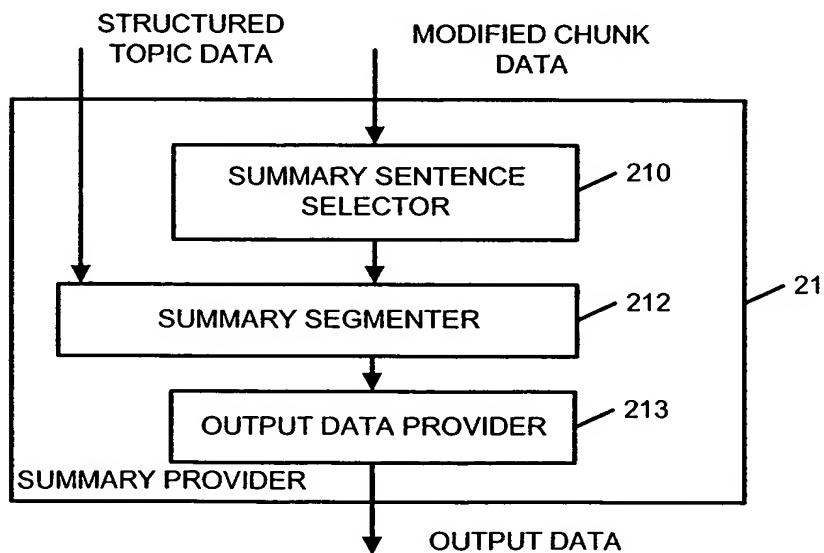 STRUCTURED
TOPIC DATA
MODIFIED CHUNK
DATA
SUMMARY SENTENCE
SELECTOR
210
SUMMARY SEGMENTER
212
21
OUTPUT DATA PROVIDER
213
SUMMARY PROVIDER
OUTPUT DATA